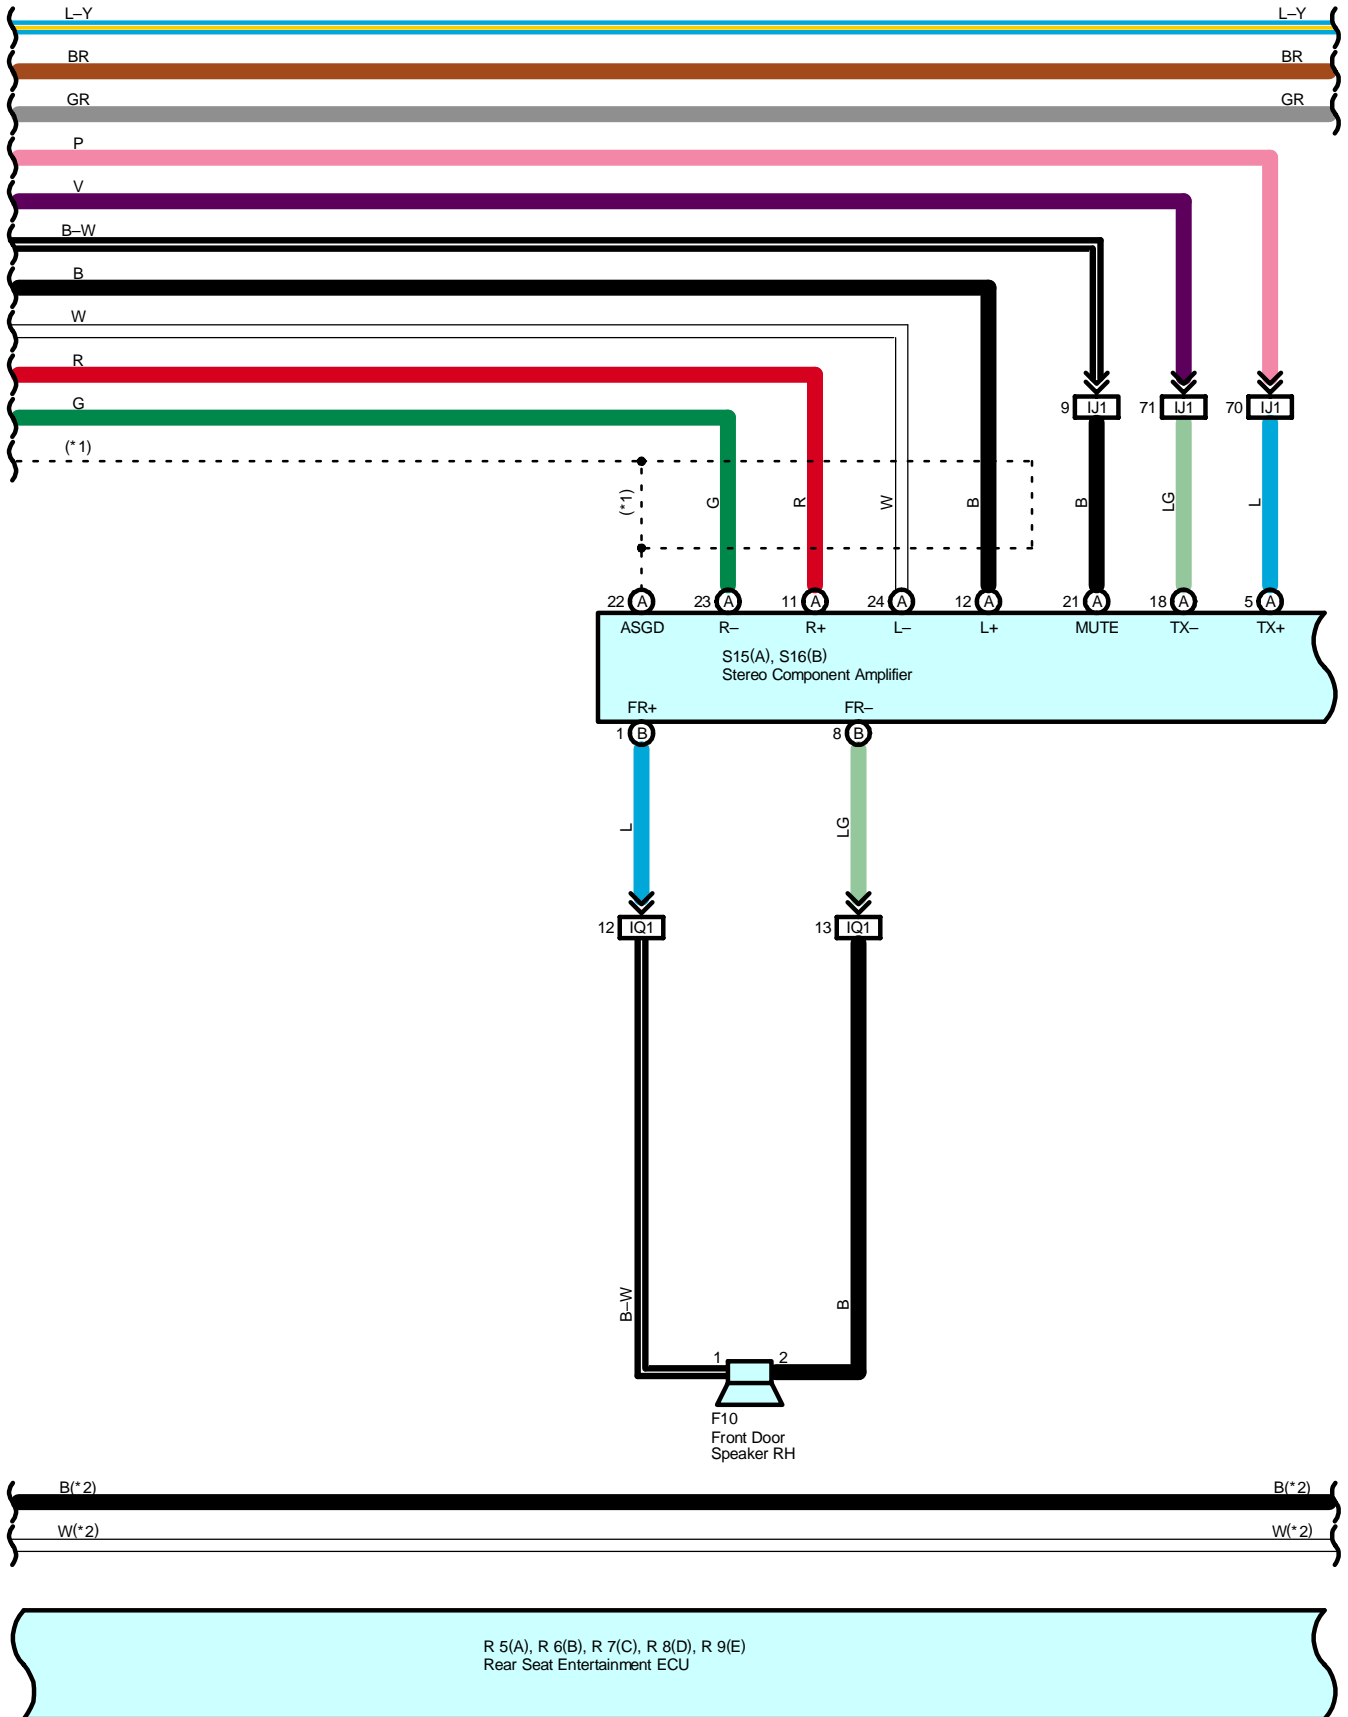 L–Y L–Y
BR BR
GR GR
P
V
B–W
B
W
R
G
(*1)
9 IJ1 71 IJ1 70 IJ1
(*1) G R W B B LG L
22 A 23 A 11 A 24 A 12 A 21 A 18 A 5 A
ASGD R– R+ L– L+ MUTE TX– TX+
S15(A), S16(B)
Stereo Component Amplifier
FR+ FR–
1 B 8 B
L LG
12 IQ1 13 IQ1
B–W B
1 2
F10
Front Door
Speaker RH
B(*2) B(*2)
W(*2) W(*2)
R 5(A), R 6(B), R 7(C), R 8(D), R 9(E)
Rear Seat Entertainment ECU